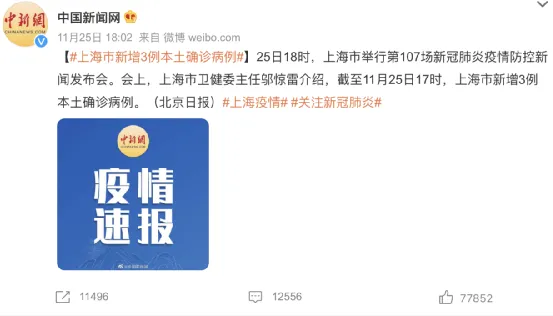 中新網
CHINANEWS
中国新闻网
11月25日 18:02 来自 微博 weibo.com
【#上海市新增3例本土确诊病例#】25日18时，上海市举行第107场新冠肺炎疫情防控新
闻发布会。会上，上海市卫健委主任邬惊雷介绍，截至11月25日17时，上海市新增3例
本土确诊病例。（北京日报）#上海疫情# #关注新冠肺炎#
中新網
疫情
速报
11496
12556
77852